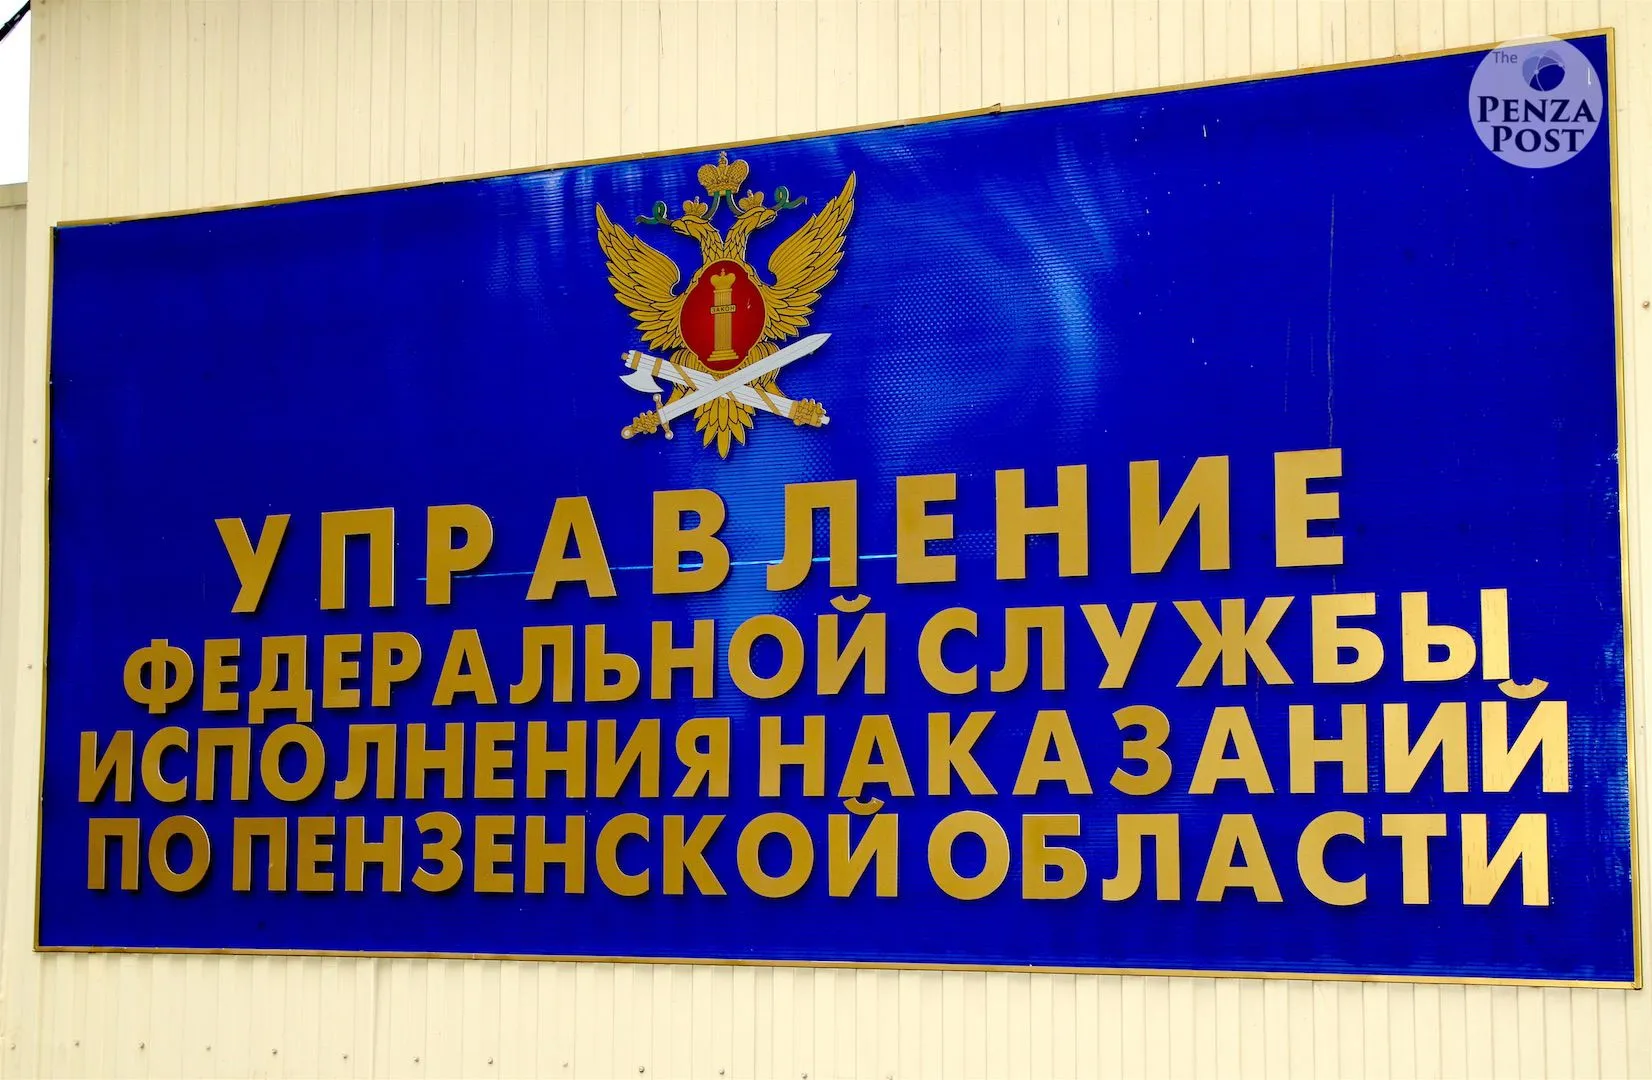 The
PENZA
POST
ЗАКОН
УПРАВЛЕНИЕ
ФЕДЕРАЛЬНОЙ СЛУЖБЫ
ИСПОЛНЕНИЯ НАКАЗАНИЙ
ПО ПЕНЗЕНСКОЙ ОБЛАСТИ